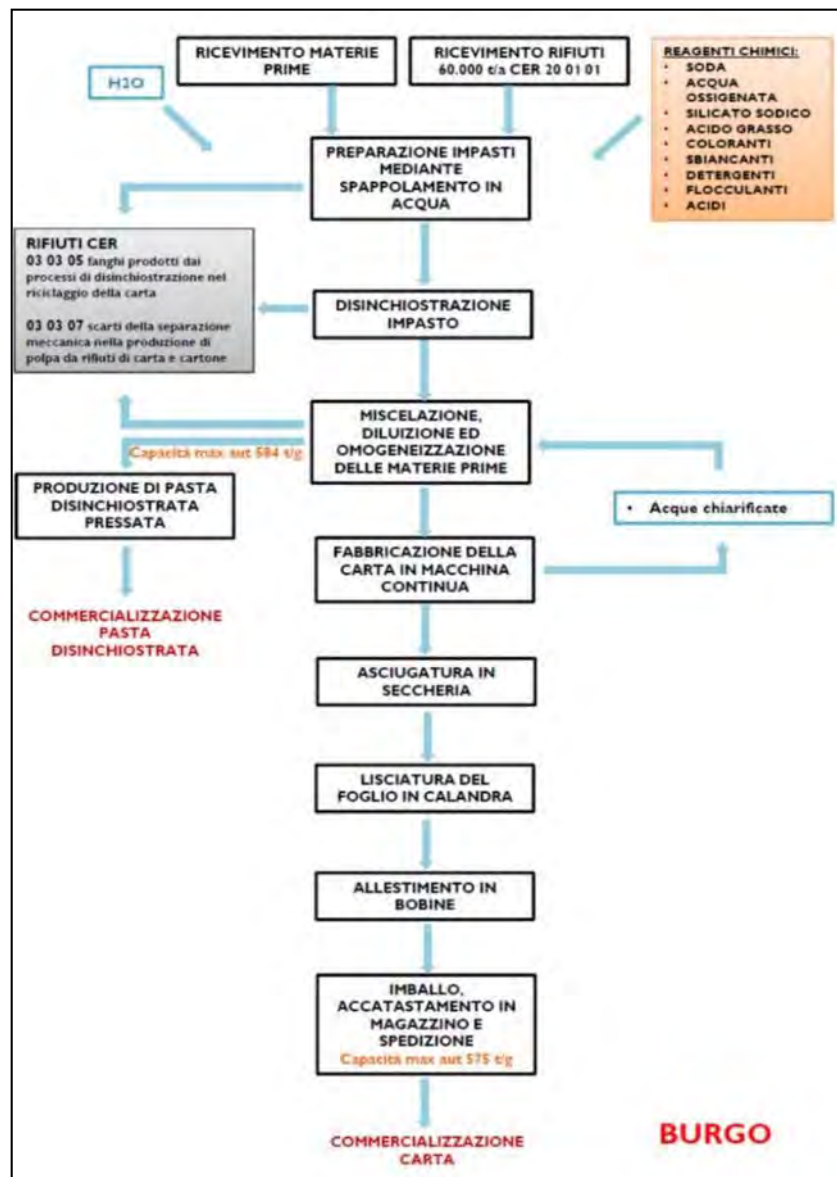 RICEVIMENTO MATERIE
PRIME
RICEVIMENTO RIFIUTI
60.000 t/a CER 20 01 01
REAGENTI CHIMICI:
• SODA
• ACQUA
OSSIGENATA
• SILICATO SODICO
• ACIDO GRASSO
• COLORANTI
• SBIANCANTI
• DETERGENTI
• FLOCCULANTI
• ACIDI
H2O
PREPARAZIONE IMPASTI
MEDIANTE
SPAPPOLAMENTO IN
ACQUA
RIFIUTI CER
03 03 05 fanghi prodotti dai
processi di disinchiostrazione nel
riciclaggio della carta
03 03 07 scarti della separazione
meccanica nella produzione di
polpa da rifiuti di carta e cartone
DISINCHIOSTRAZIONE
IMPASTO
MISCELAZIONE,
DILUIZIONE ED
OMOGENEIZZAZIONE
DELLE MATERIE PRIME
Capacità max aut 584 t/g
PRODUZIONE DI PASTA
DISINCHIOSTRATA
PRESSATA
• Acque chiarificate
FABBRICAZIONE DELLA
CARTA IN MACCHINA
CONTINUA
COMMERCIALIZZAZIONE
PASTA
DISINCHIOSTRATA
ASCIUGATURA IN
SECCHERIA
LISCIATURA DEL
FOGLIO IN CALANDRA
ALLESTIMENTO IN
BOBINE
IMBALLO,
ACCATASTAMENTO IN
MAGAZZINO E
SPEDIZIONE
Capacità max aut 575 t/g
COMMERCIALIZZAZIONE
CARTA
BURGO